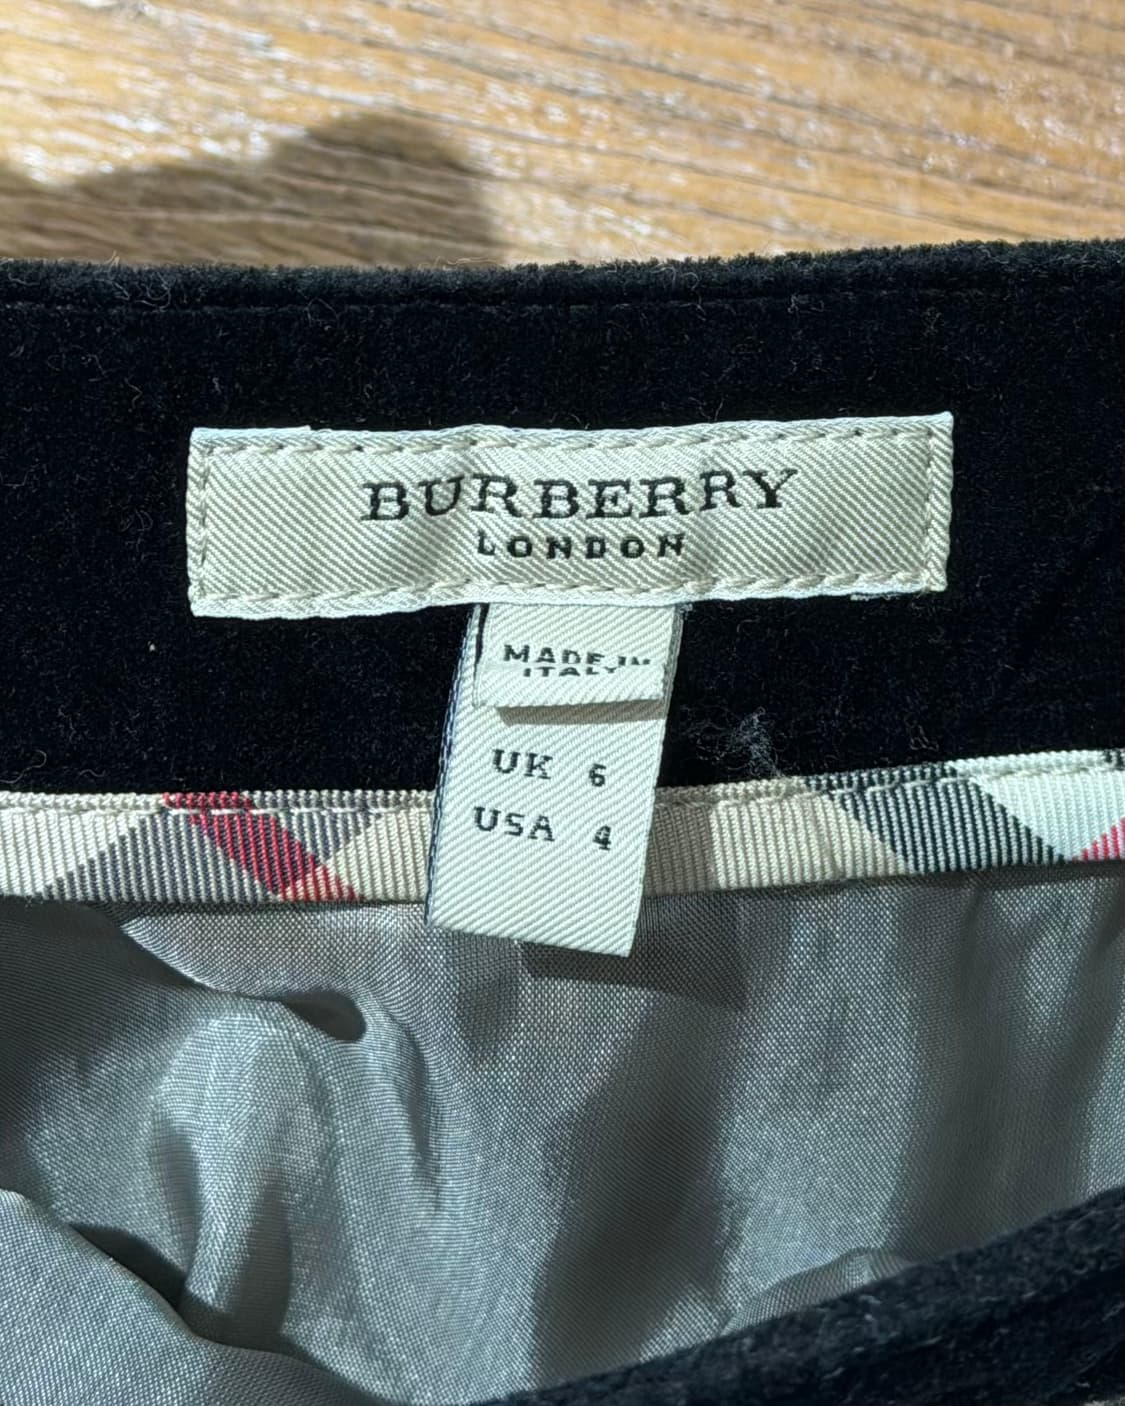 BURBERRY
LONDON
MADE IN
ITALY
UK 6
USA 4